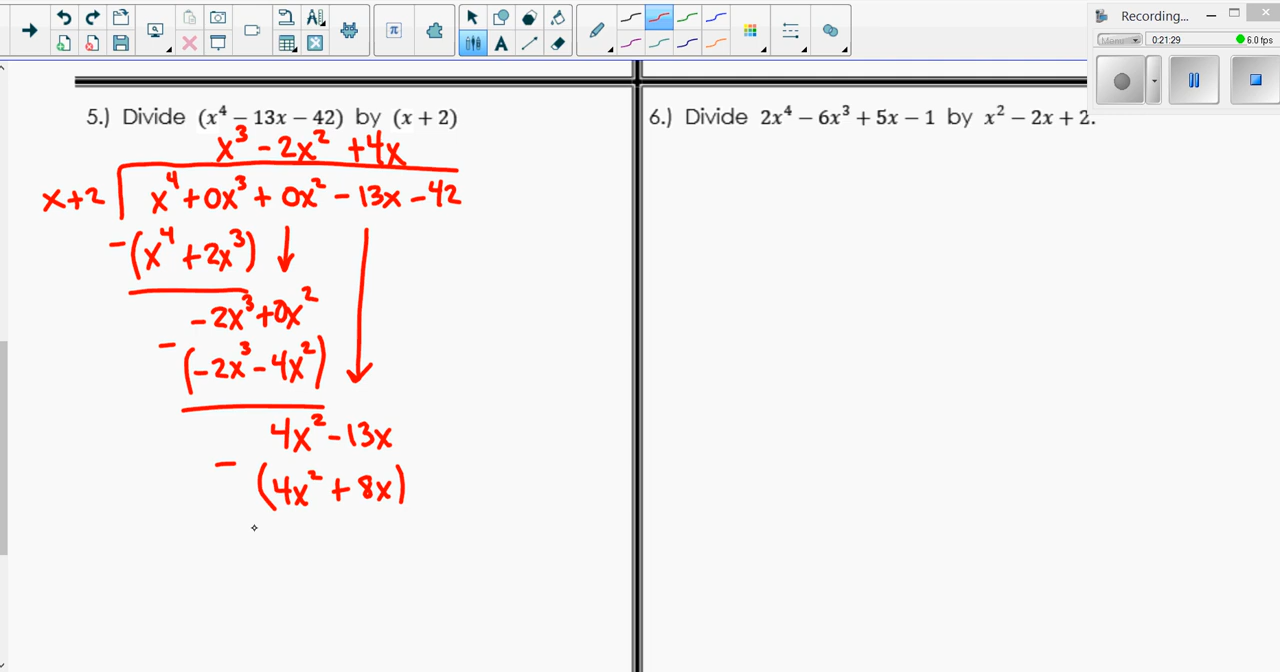 Recording...
Menu
0:21:29
6.0 fps
π
A
A
5.) Divide (x⁴ − 13x − 42) by (x + 2)
6.) Divide 2x⁴ − 6x³ + 5x − 1 by x² − 2x + 2.
x³ - 2x² + 4x
x+2 x⁴ + 0x³ + 0x² - 13x - 42
-(x⁴ + 2x³)
-2x³ + 0x²
-(-2x³ - 4x²)
4x² - 13x
-(4x² + 8x)